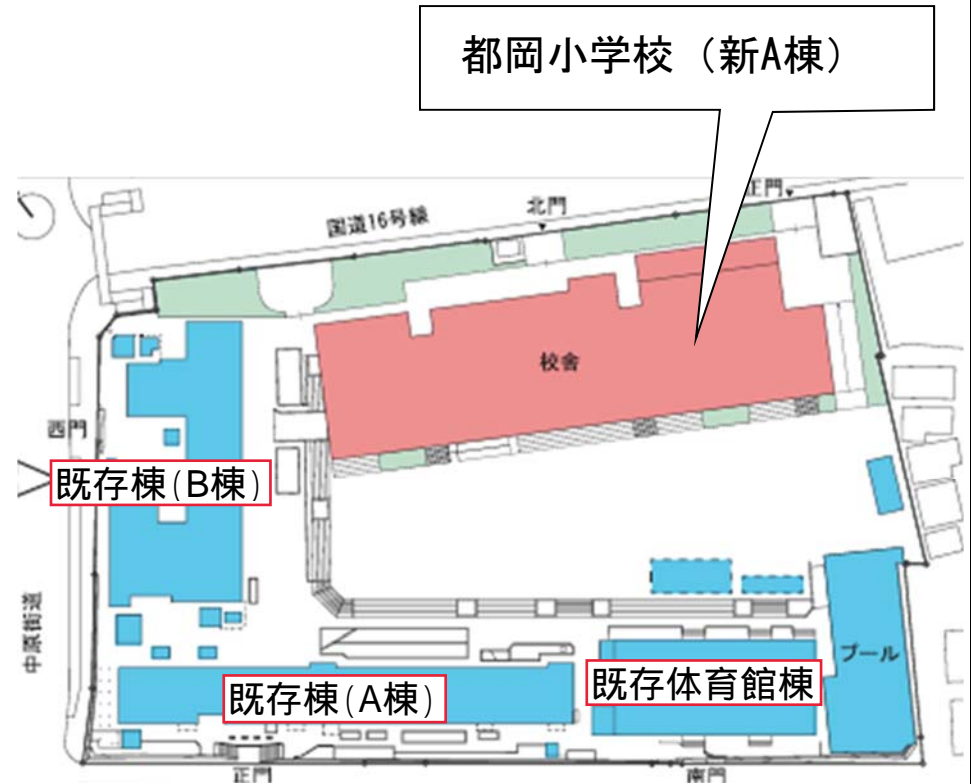 都岡小学校（新A棟）
正門
北門
国道16号線
校舎
西門
既存棟(B棟)
中原街道
プール
既存体育館棟
既存棟(A棟)
正門
南門